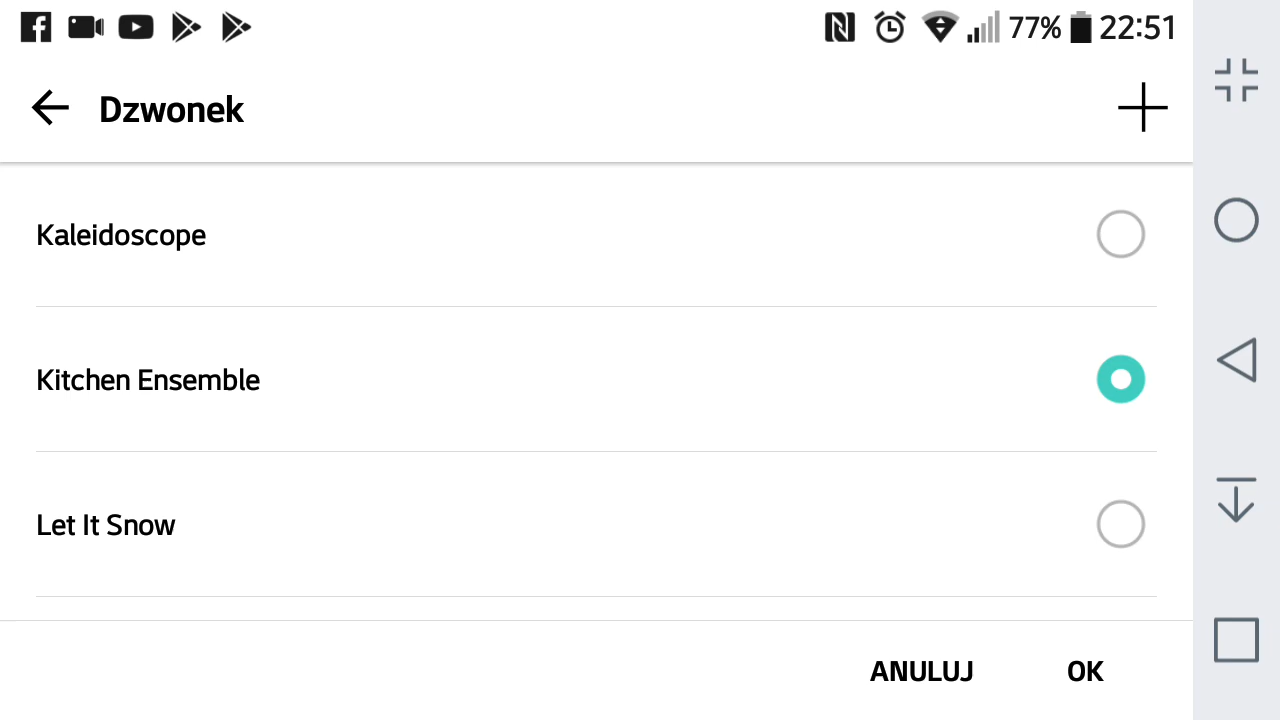 77% 22:51
Dzwonek
Kaleidoscope
Kitchen Ensemble
Let It Snow
ANULUJ OK